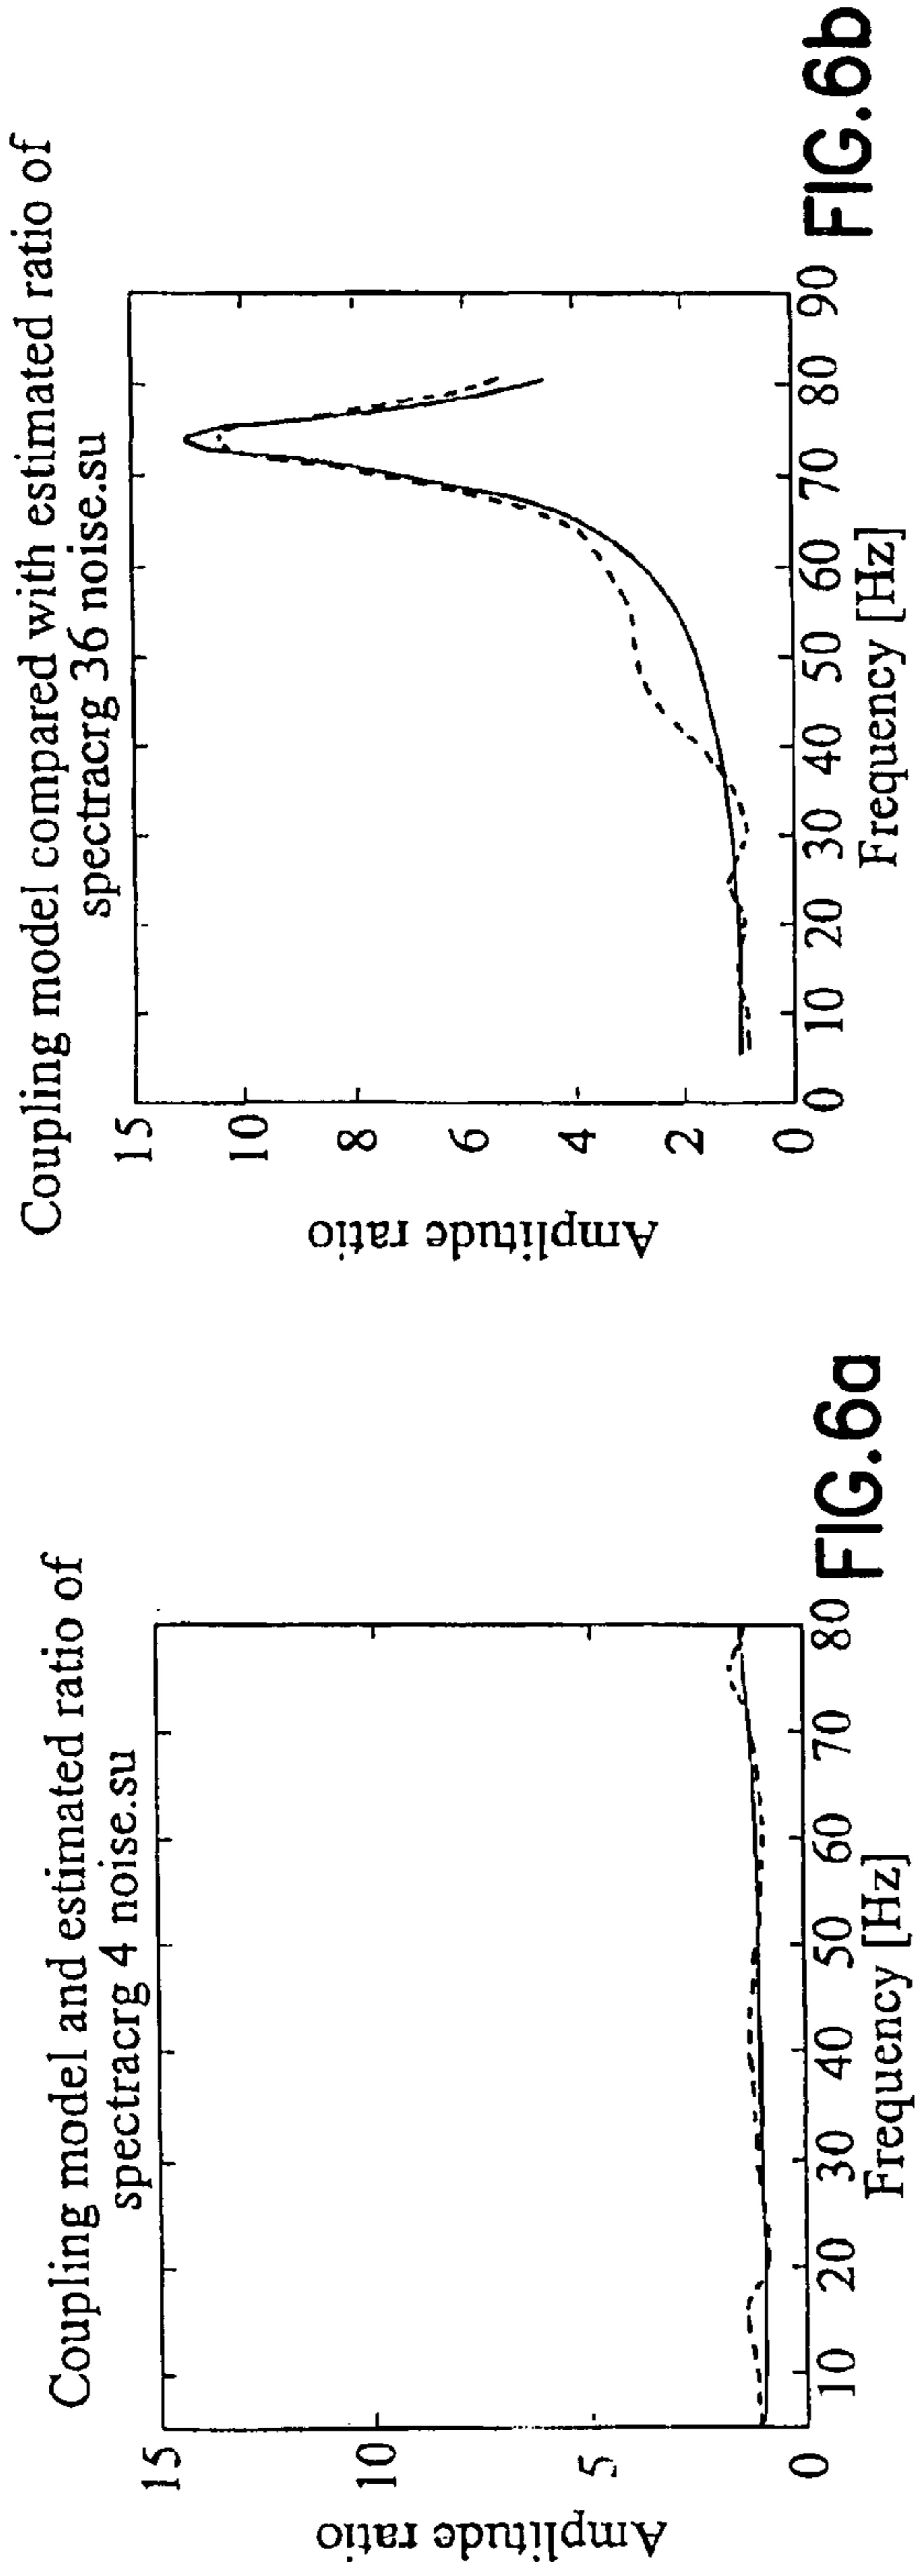 Coupling model and estimated ratio of
spectracrg 4 noise.su
15
10
5
0
Amplitude ratio
10 20 30 40 50 60 70 80
Frequency [Hz]
FIG.6a
Coupling model compared with estimated ratio of
spectracrg 36 noise.su
15
10
8
6
4
2
0
Amplitude ratio
0 10 20 30 40 50 60 70 80 90
Frequency [Hz]
FIG.6b